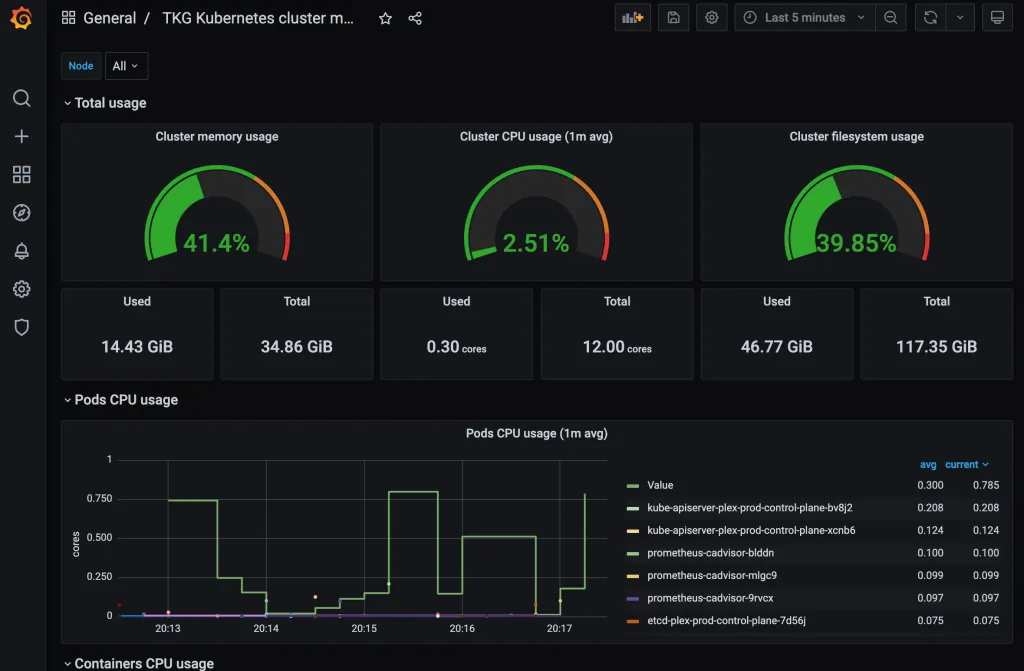 General / TKG Kubernetes cluster m...
Last 5 minutes
Node All
Total usage
Cluster memory usage
41.4%
Cluster CPU usage (1m avg)
2.51%
Cluster filesystem usage
39.85%
Used
14.43 GiB
Total
34.86 GiB
Used
0.30 cores
Total
12.00 cores
Used
46.77 GiB
Total
117.35 GiB
Pods CPU usage
Pods CPU usage (1m avg)
cores
1
0.750
0.500
0.250
0
20:13 20:14 20:15 20:16 20:17
avg current
Value 0.300 0.785
kube-apiserver-plex-prod-control-plane-bv8j2 0.208 0.208
kube-apiserver-plex-prod-control-plane-xcnb6 0.124 0.124
prometheus-cadvisor-blddn 0.100 0.100
prometheus-cadvisor-mlgc9 0.099 0.099
prometheus-cadvisor-9rvcx 0.097 0.097
etcd-plex-prod-control-plane-7d56j 0.075 0.075
Containers CPU usage